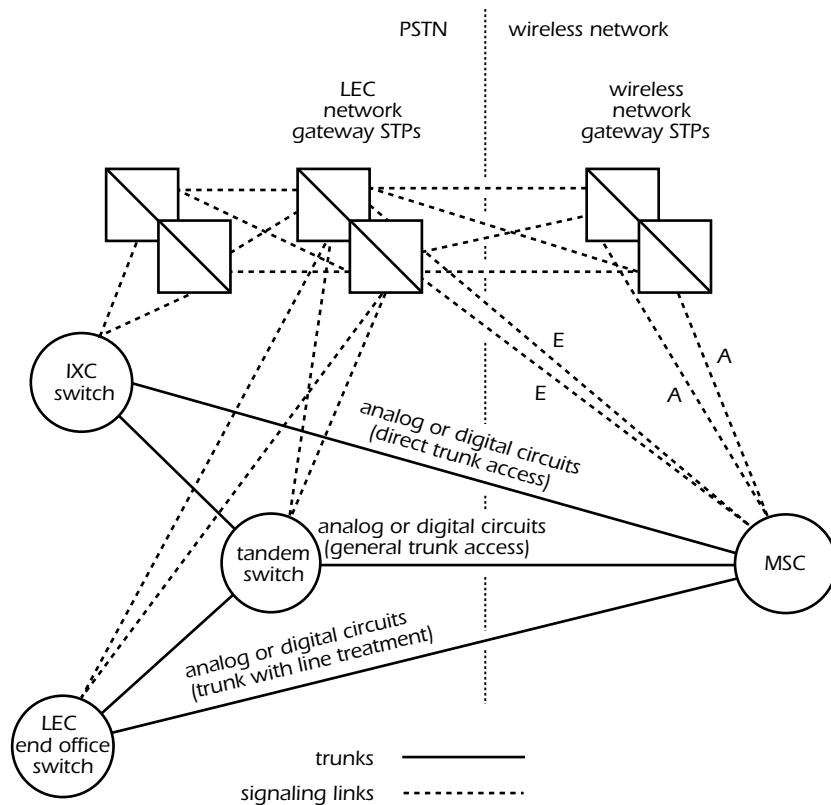 PSTN
wireless network
LEC
network
gateway STPs
wireless
network
gateway STPs
E
A
E
A
IXC
switch
analog or digital circuits
(direct trunk access)
analog or digital circuits
(general trunk access)
tandem
switch
MSC
analog or digital circuits
(trunk with line treatment)
LEC
end office
switch
trunks
signaling links